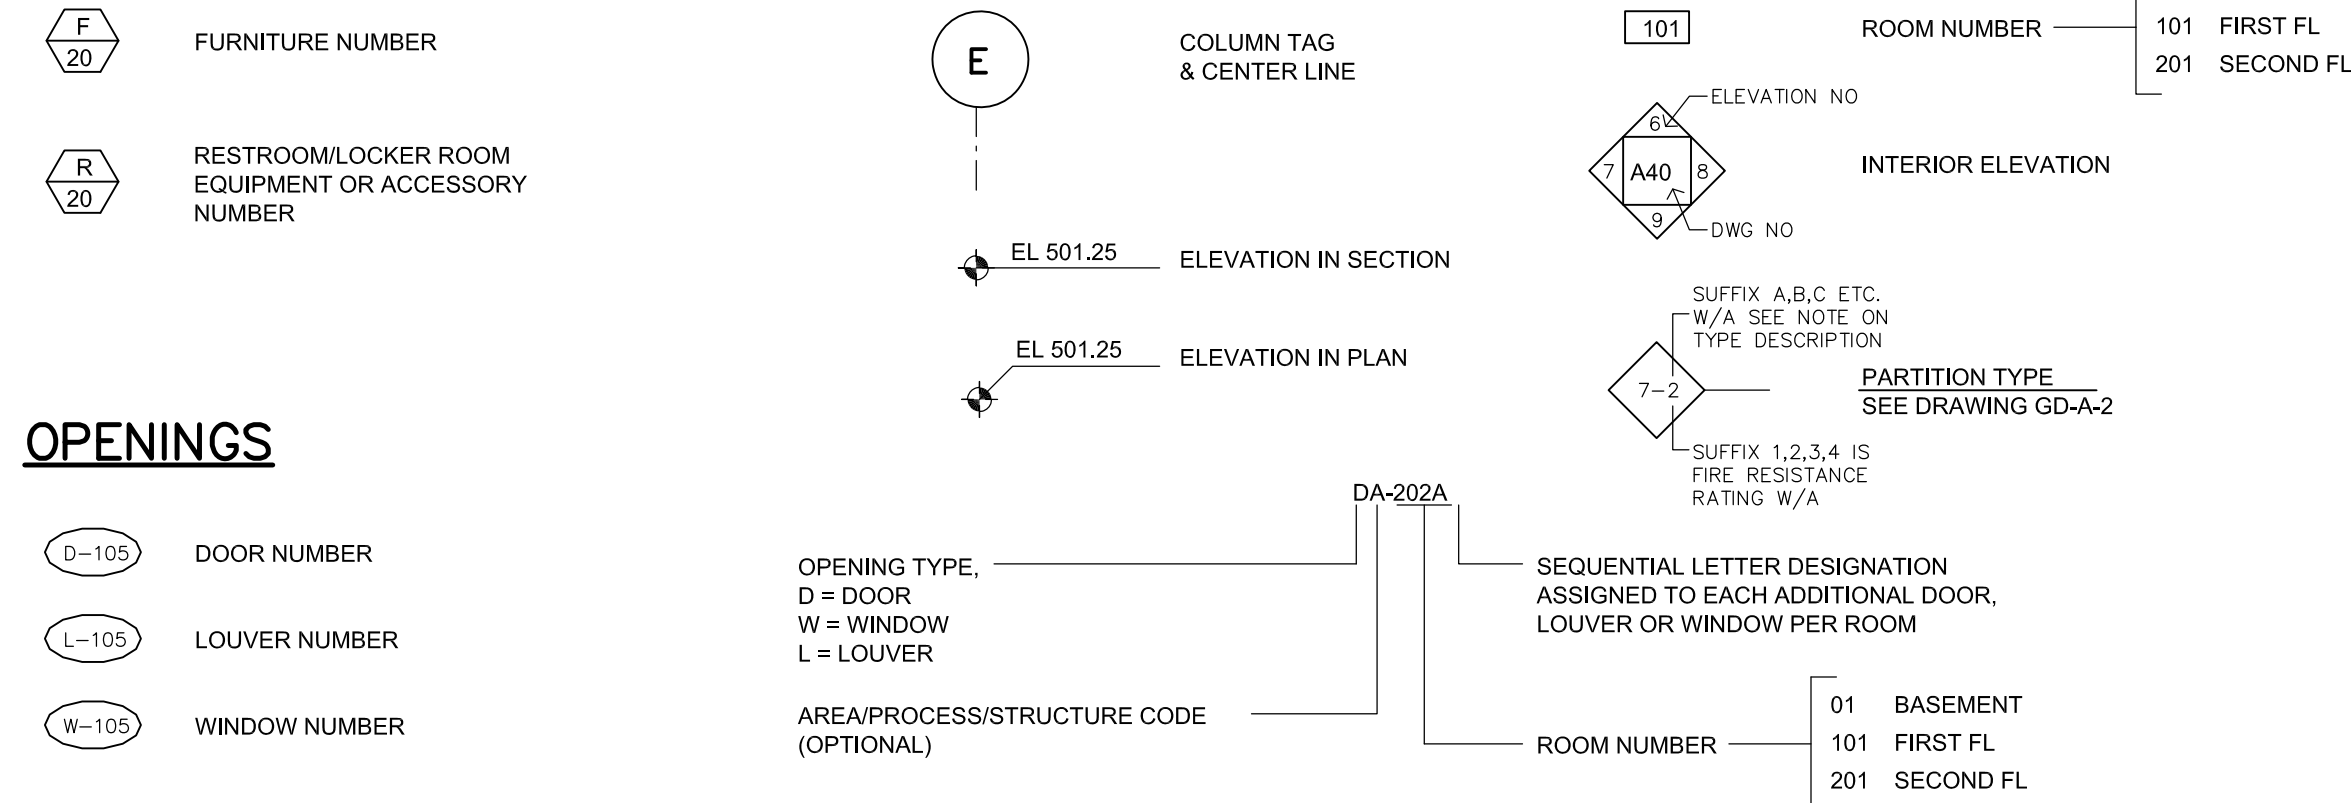 F
20
FURNITURE NUMBER
R
20
RESTROOM/LOCKER ROOM
EQUIPMENT OR ACCESSORY
NUMBER
E
COLUMN TAG
& CENTER LINE
EL 501.25
ELEVATION IN SECTION
EL 501.25
ELEVATION IN PLAN
101
ROOM NUMBER
101 FIRST FL
201 SECOND FL
ELEVATION NO
6
7
A40
8
9
DWG NO
INTERIOR ELEVATION
SUFFIX A,B,C ETC.
W/A SEE NOTE ON
TYPE DESCRIPTION
7-2
PARTITION TYPE
SEE DRAWING GD-A-2
SUFFIX 1,2,3,4 IS
FIRE RESISTANCE
RATING W/A
OPENINGS
D-105
DOOR NUMBER
L-105
LOUVER NUMBER
W-105
WINDOW NUMBER
DA-202A
OPENING TYPE,
D = DOOR
W = WINDOW
L = LOUVER
AREA/PROCESS/STRUCTURE CODE
(OPTIONAL)
SEQUENTIAL LETTER DESIGNATION
ASSIGNED TO EACH ADDITIONAL DOOR,
LOUVER OR WINDOW PER ROOM
ROOM NUMBER
01 BASEMENT
101 FIRST FL
201 SECOND FL